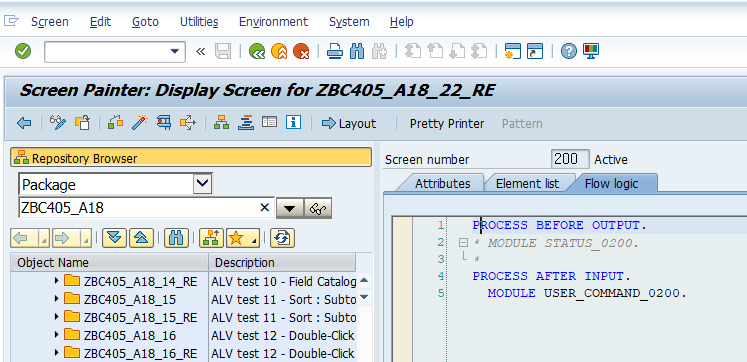 Screen Edit Goto Utilities Environment System Help
Screen Painter: Display Screen for ZBC405_A18_22_RE
Layout Pretty Printer Pattern
Repository Browser
Package
ZBC405_A18
Object Name Description
ZBC405_A18_14_RE ALV test 10 - Field Catalog
ZBC405_A18_15 ALV test 11 - Sort : Subto
ZBC405_A18_15_RE ALV test 11 - Sort : Subto
ZBC405_A18_16 ALV test 12 - Double-Click
ZBC405_A18_16_RE ALV test 12 - Double-Click
Screen number 200 Active
Attributes Element list Flow logic
1 PROCESS BEFORE OUTPUT.
2 * MODULE STATUS_0200.
3 *
4 PROCESS AFTER INPUT.
5 MODULE USER_COMMAND_0200.